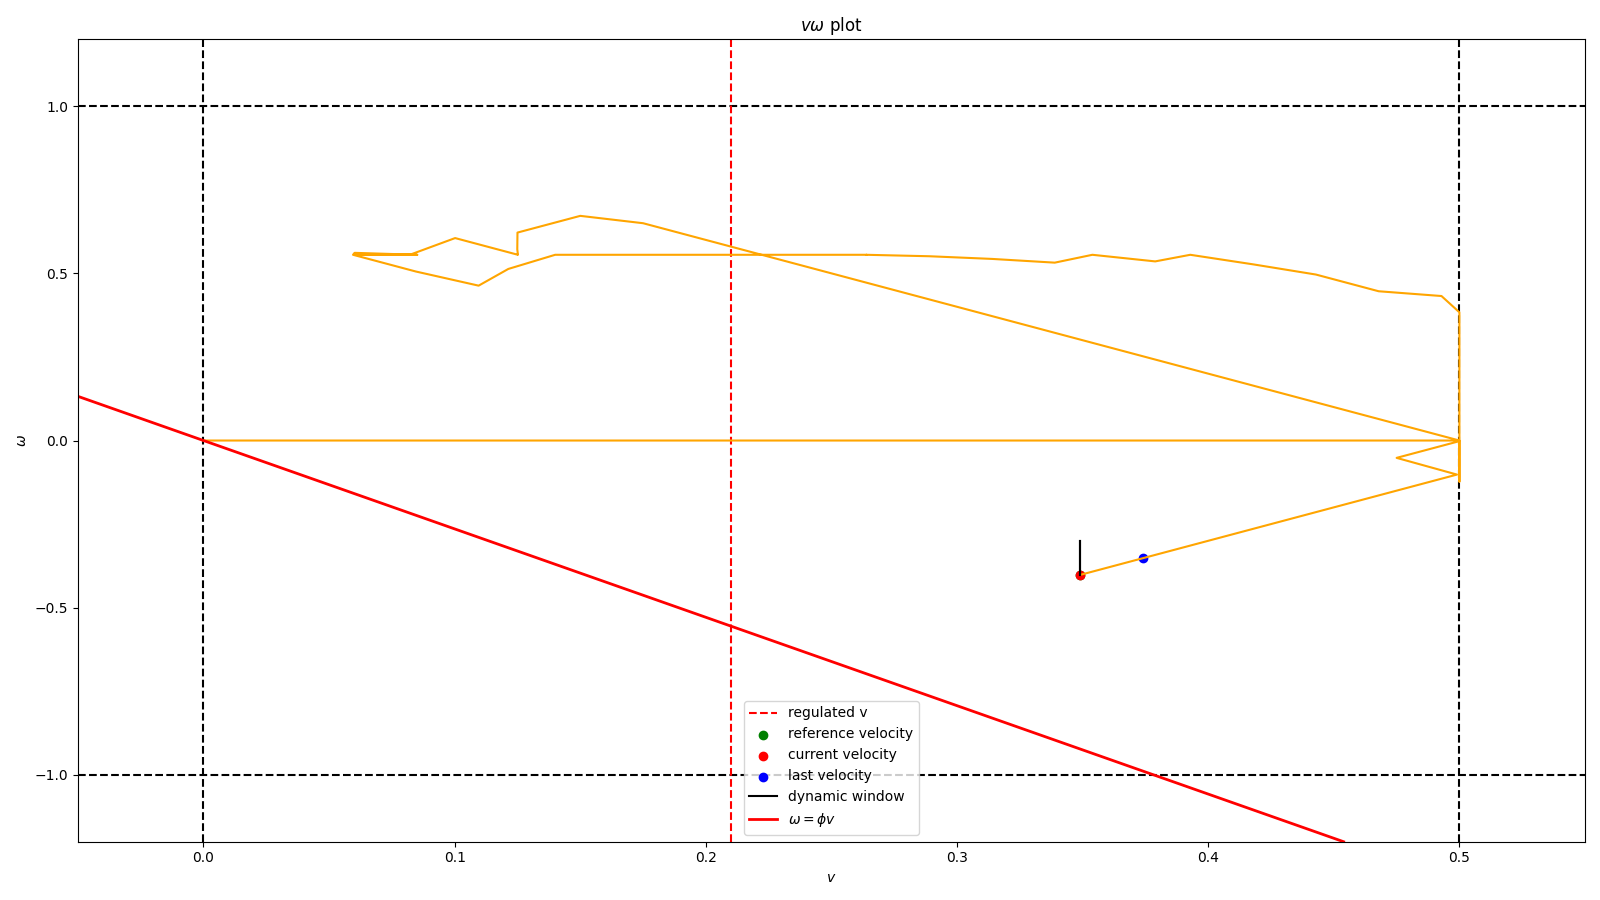 vω plot
1.0
0.5
0.0
−0.5
−1.0
ω
regulated v
reference velocity
current velocity
last velocity
dynamic window
ω = ϕv
0.0 0.1 0.2 0.3 0.4 0.5
v